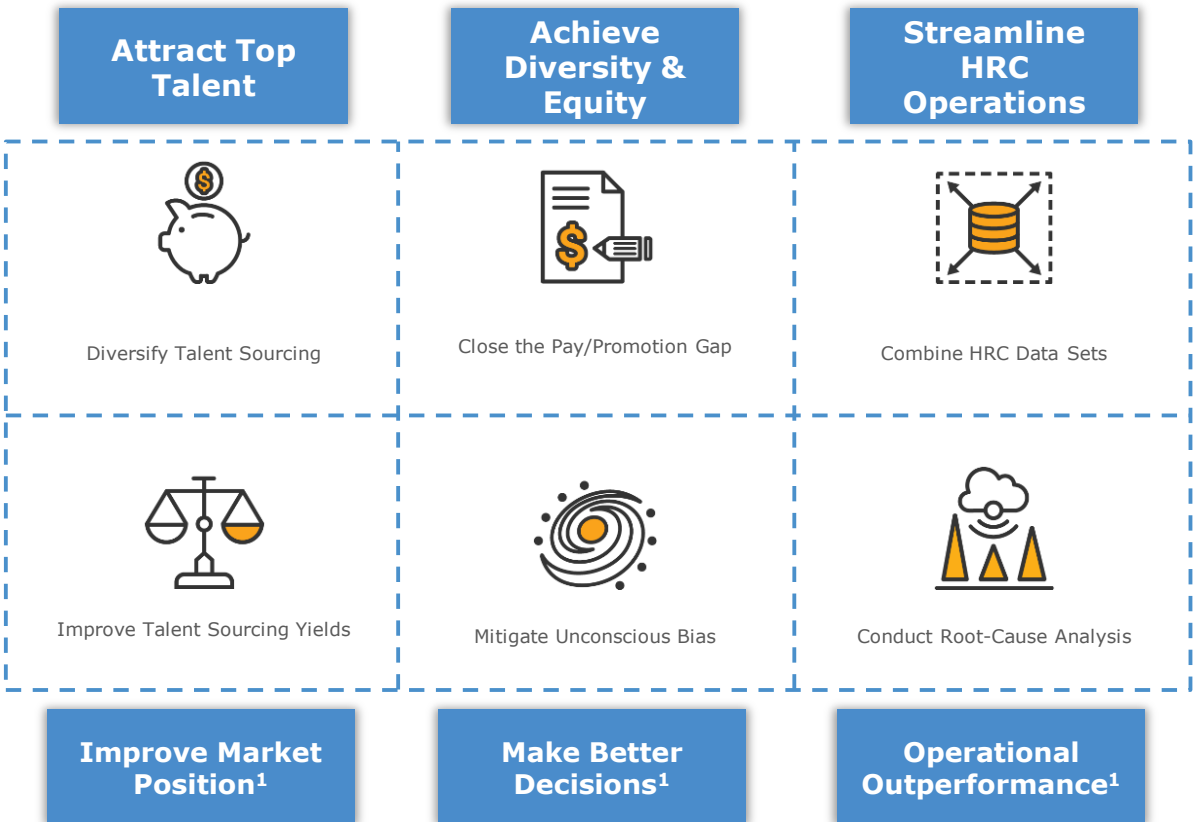 Attract Top
Talent
Achieve
Diversity &
Equity
Streamline
HRC
Operations
$
$
Diversify Talent Sourcing
Close the Pay/Promotion Gap
Combine HRC Data Sets
Improve Talent Sourcing Yields
Mitigate Unconscious Bias
Conduct Root-Cause Analysis
Improve Market
Position¹
Make Better
Decisions¹
Operational
Outperformance¹